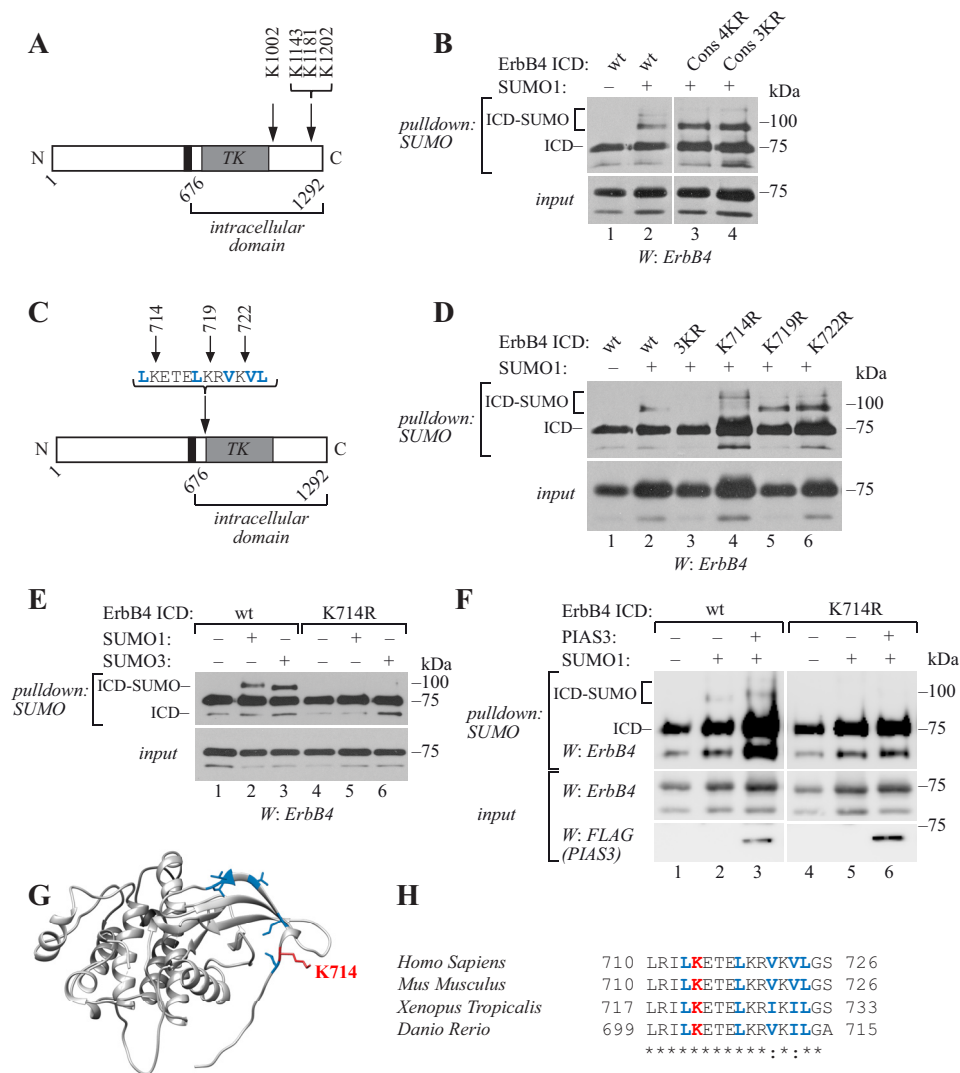 A
K1002
K1143
K1181
K1202
N
TK
C
1
676
1292
intracellular
domain
B
ErbB4 ICD: wt wt Cons 4KR Cons 3KR
SUMO1: – + + +
kDa
pulldown:
SUMO
ICD-SUMO
–100
ICD–
–75
input
–75
1 2 3 4
W: ErbB4
C
714 719 722
LKETELKRVKVL
N
TK
C
1
676
1292
intracellular
domain
D
ErbB4 ICD: wt wt 3KR K714R K719R K722R
SUMO1: – + + + + +
kDa
pulldown:
SUMO
ICD-SUMO
–100
ICD–
–75
input
–75
1 2 3 4 5 6
W: ErbB4
E
ErbB4 ICD: wt K714R
SUMO1: – + – – + –
SUMO3: – – + – – +
kDa
pulldown:
SUMO
ICD-SUMO–
–100
–75
ICD–
input
–75
1 2 3 4 5 6
W: ErbB4
F
ErbB4 ICD: wt K714R
PIAS3: – – + – – +
SUMO1: – + + – + +
kDa
pulldown:
SUMO
ICD-SUMO
–100
ICD
–75
W: ErbB4
input
W: ErbB4
–75
W: FLAG
(PIAS3)
–75
1 2 3 4 5 6
G
K714
H
Homo Sapiens 710 LRILKETELKRVKVLGS 726
Mus Musculus 710 LRILKETELKRVKVLGS 726
Xenopus Tropicalis 717 LRILKETELKRIKILGS 733
Danio Rerio 699 LRILKETELKRVKILGA 715
************:*:**